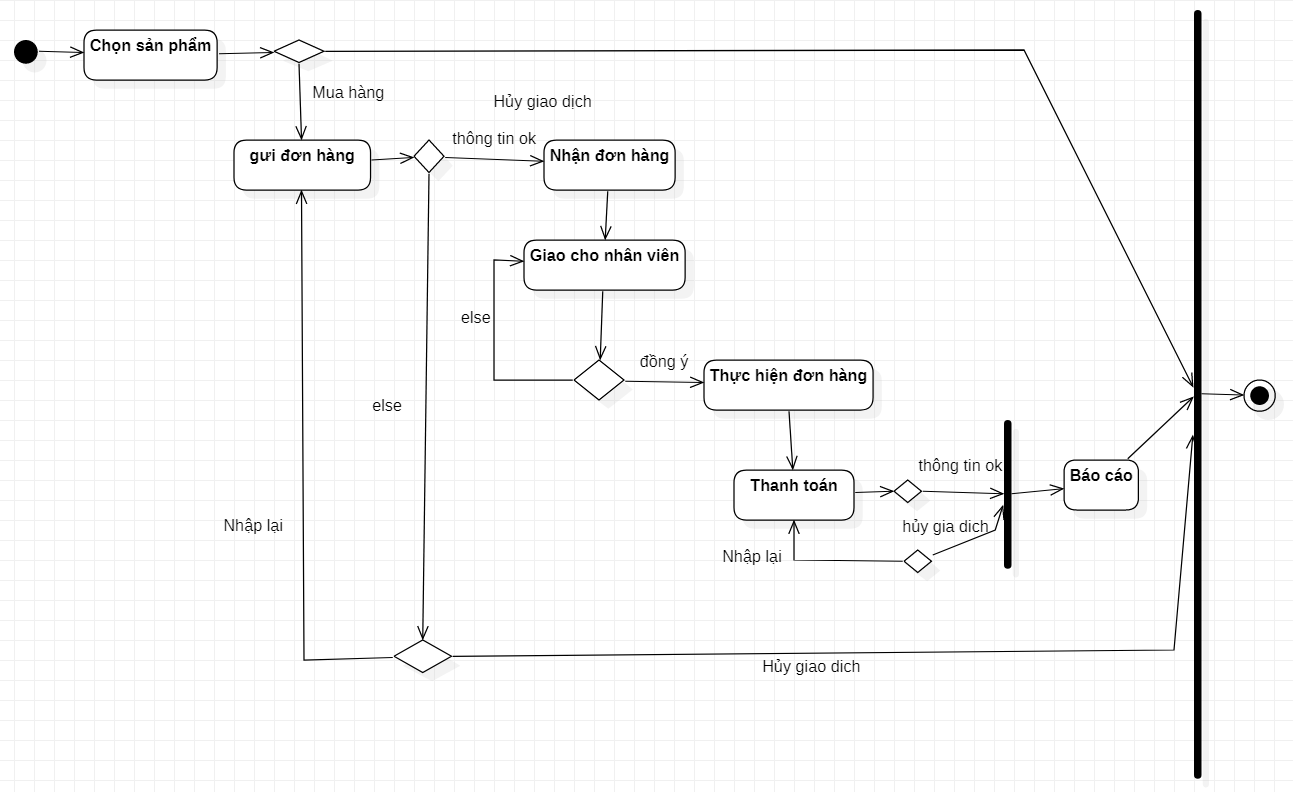 Chọn sản phẩm
Mua hàng
Hủy giao dịch
thông tin ok
gưi đơn hàng
Nhận đơn hàng
Giao cho nhân viên
else
đồng ý
Thực hiện đơn hàng
else
thông tin ok
Báo cáo
Thanh toán
Nhập lại
hủy gia dich
Nhập lại
Hủy giao dich